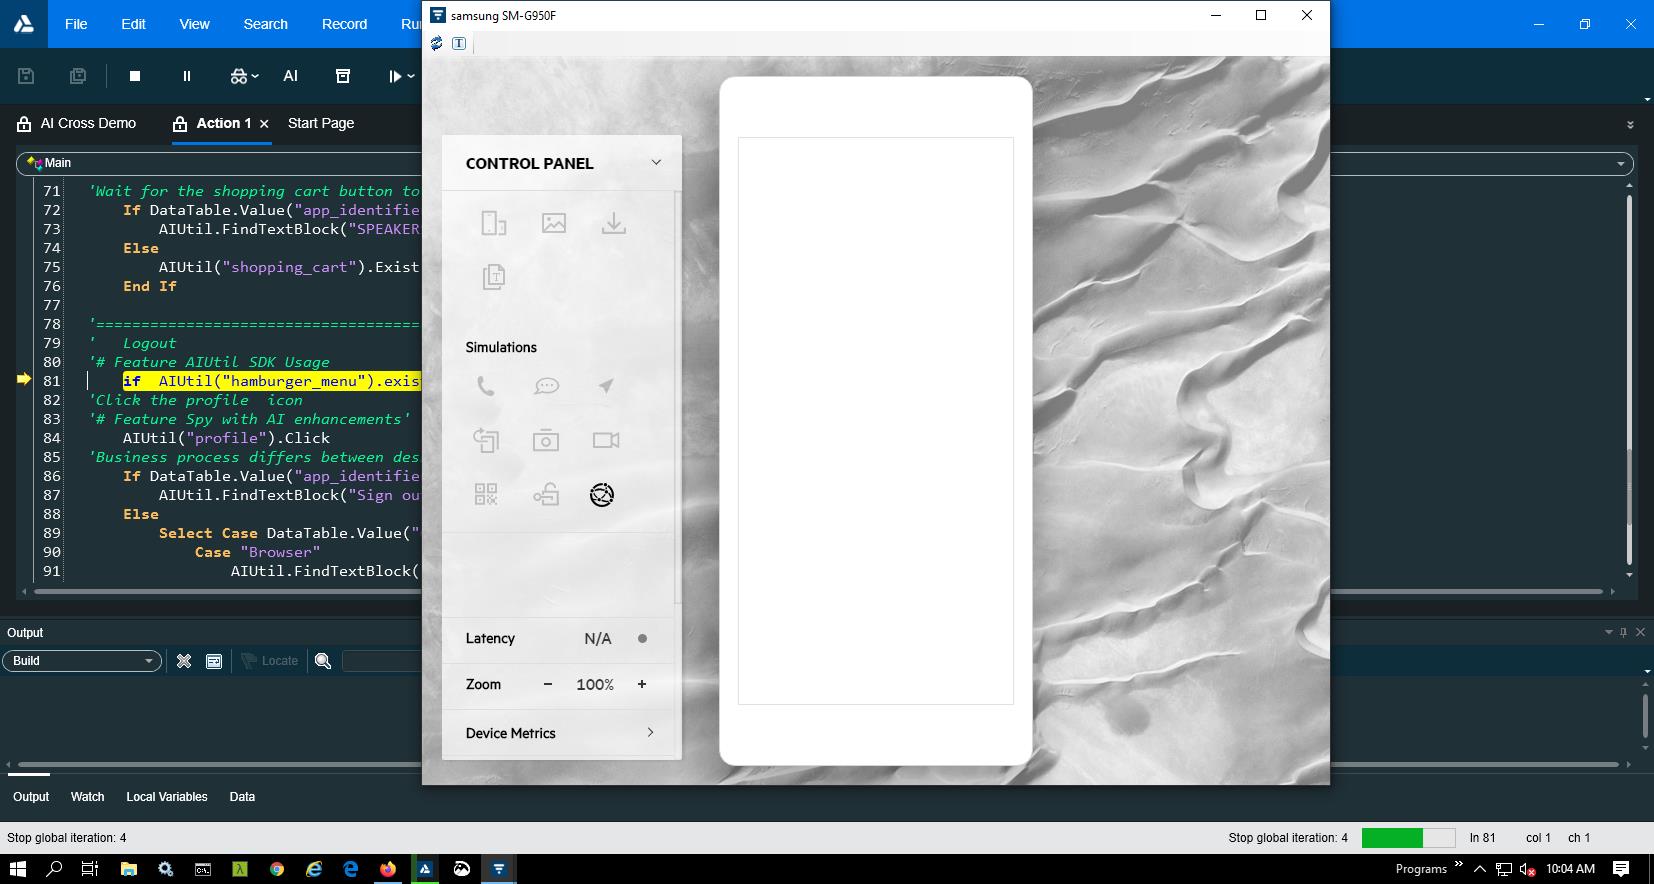 File Edit View Search Record Ru
samsung SM-G950F
T
AI
AI Cross Demo Action 1 × Start Page
Main
71 'Wait for the shopping cart button to
72 If DataTable.Value("app_identifie
73 AIUtil.FindTextBlock("SPEAKER
74 Else
75 AIUtil("shopping_cart").Exist
76 End If
77
78 '====================================
79 ' Logout
80 '# Feature AIUtil SDK Usage
81 if AIUtil("hamburger_menu").exis
82 'Click the profile icon
83 '# Feature Spy with AI enhancements'
84 AIUtil("profile").Click
85 'Business process differs between des
86 If DataTable.Value("app_identifie
87 AIUtil.FindTextBlock("Sign ou
88 Else
89 Select Case DataTable.Value("
90 Case "Browser"
91 AIUtil.FindTextBlock(
CONTROL PANEL
T
Simulations
Latency N/A
Zoom - 100% +
Device Metrics
Output
Build
Locate
Output Watch Local Variables Data
Stop global iteration: 4
Stop global iteration: 4 ln 81 col 1 ch 1
Programs
10:04 AM